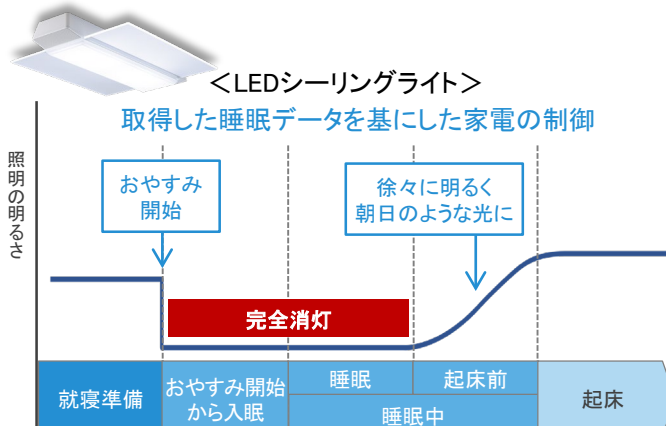 ＜LEDシーリングライト＞
取得した睡眠データを基にした家電の制御
照明の明るさ
おやすみ
開始
徐々に明るく
朝日のような光に
完全消灯
就寝準備
おやすみ開始
から入眠
睡眠
起床前
睡眠中
起床